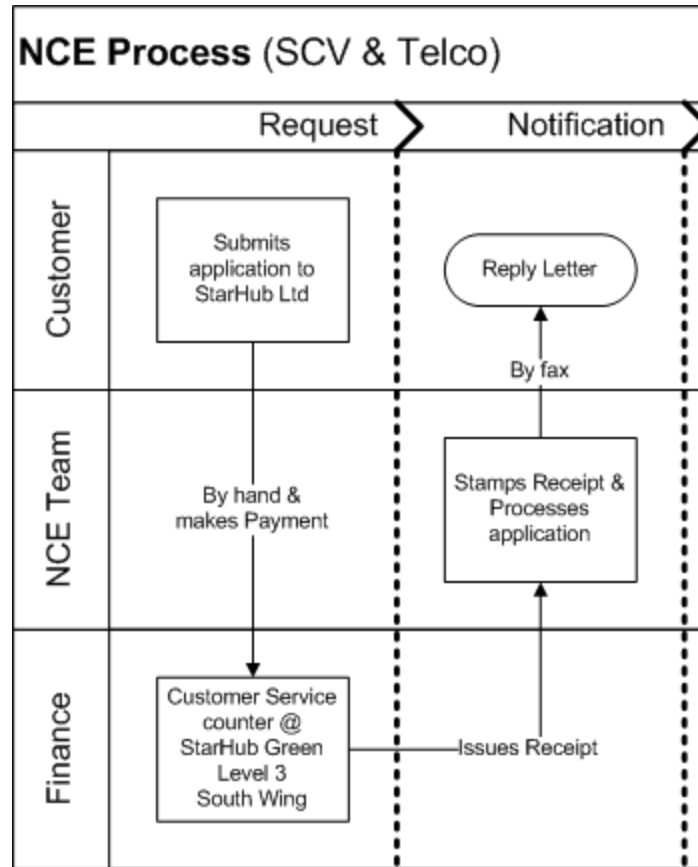 NCE Process (SCV & Telco)
Request
Notification
Customer
Submits
application to
StarHub Ltd
Reply Letter
By fax
NCE Team
By hand &
makes Payment
Stamps Receipt &
Processes
application
Finance
Customer Service
counter @
StarHub Green
Level 3
South Wing
Issues Receipt